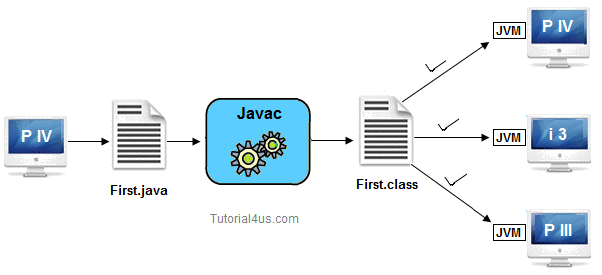 P IV
First.java
Javac
Tutorial4us.com
First.class
JVM
P IV
JVM
i 3
JVM
P III